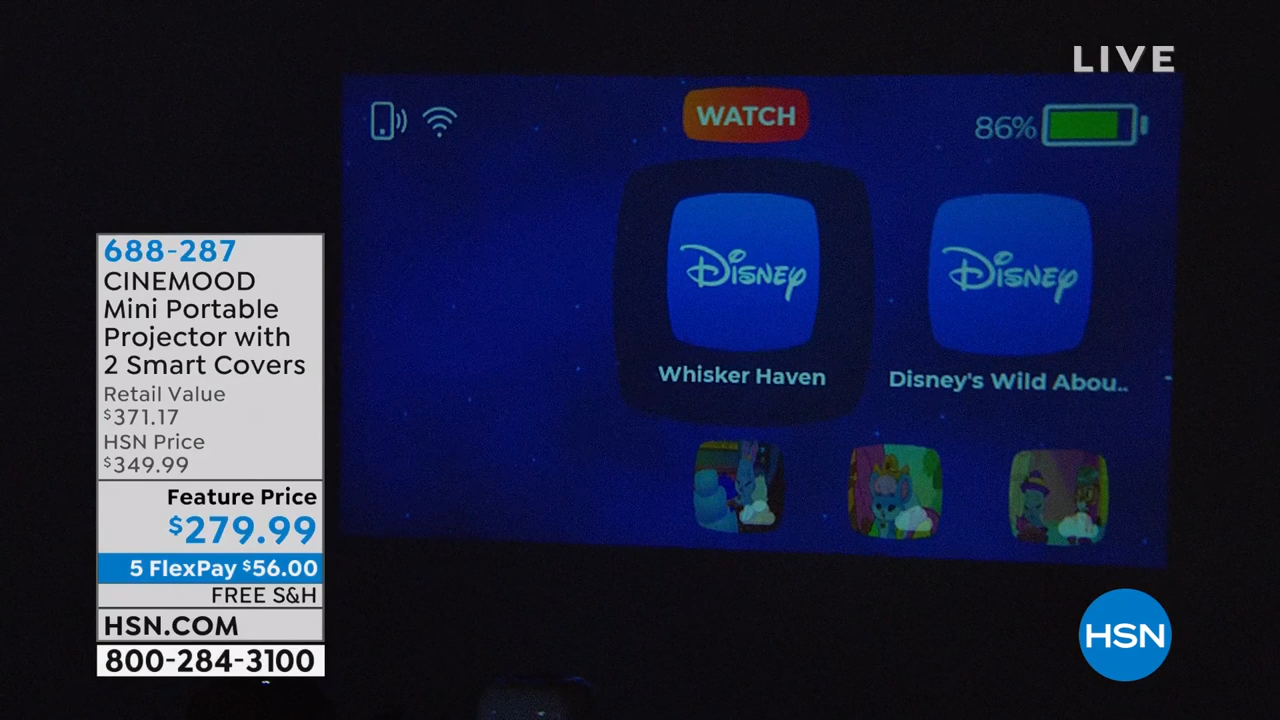 LIVE
WATCH
86%
Disney
Disney
Whisker Haven
Disney's Wild Abou..
688-287
CINEMOOD
Mini Portable
Projector with
2 Smart Covers
Retail Value
$371.17
HSN Price
$349.99
Feature Price
$279.99
5 FlexPay $56.00
FREE S&H
HSN.COM
800-284-3100
HSN